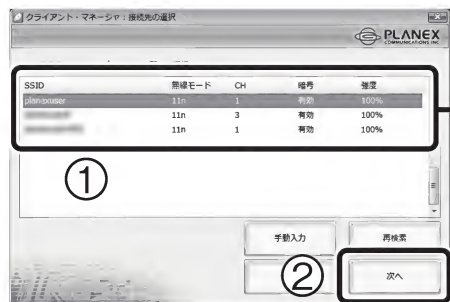 クライアント・マネージャ：接続先の選択
PLANEX
COMMUNICATIONS INC
SSID 無線モード CH 暗号 強度
planexuser 11n 1 有効 100%
11n 3 有効 100%
11n 1 有効 100%
①
手動入力 再検索
② 次へ